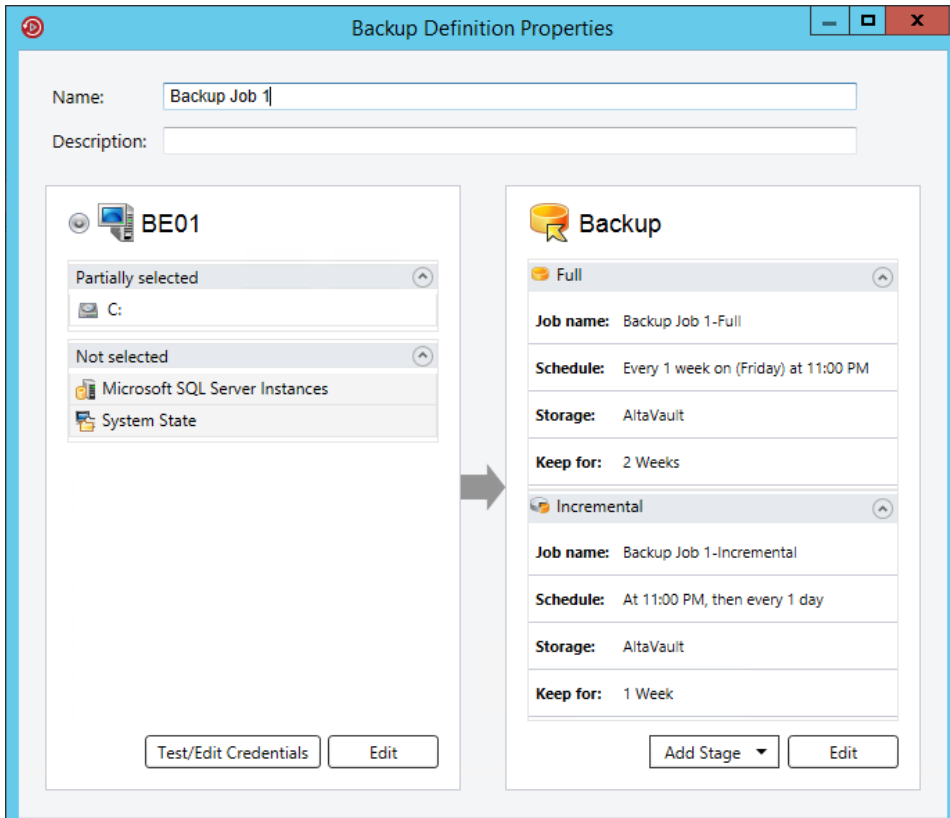 Backup Definition Properties
Name: Backup Job 1
Description:
BE01
Partially selected
C:
Not selected
Microsoft SQL Server Instances
System State
Test/Edit Credentials Edit
Backup
Full
Job name: Backup Job 1-Full
Schedule: Every 1 week on (Friday) at 11:00 PM
Storage: AltaVault
Keep for: 2 Weeks
Incremental
Job name: Backup Job 1-Incremental
Schedule: At 11:00 PM, then every 1 day
Storage: AltaVault
Keep for: 1 Week
Add Stage Edit